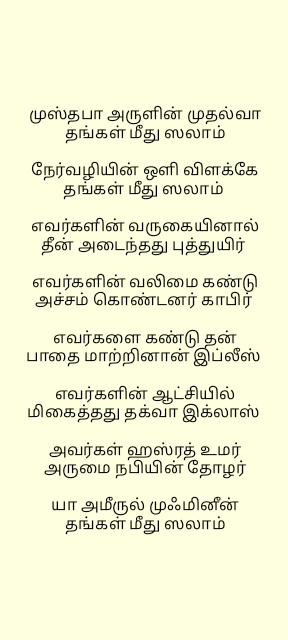 முஸ்தபா அருளின் முதல்வா
தங்கள் மீது ஸலாம்
நேர்வழியின் ஒளி விளக்கே
தங்கள் மீது ஸலாம்
எவர்களின் வருகையினால்
தீன் அடைந்தது புத்துயிர்
எவர்களின் வலிமை கண்டு
அச்சம் கொண்டனர் காபிர்
எவர்களை கண்டு தன்
பாதை மாற்றினான் இப்லீஸ்
எவர்களின் ஆட்சியில்
மிகைத்தது தக்வா இக்லாஸ்
அவர்கள் ஹஸ்ரத் உமர்
அருமை நபியின் தோழர்
யா அமீருல் முஃமினீன்
தங்கள் மீது ஸலாம்